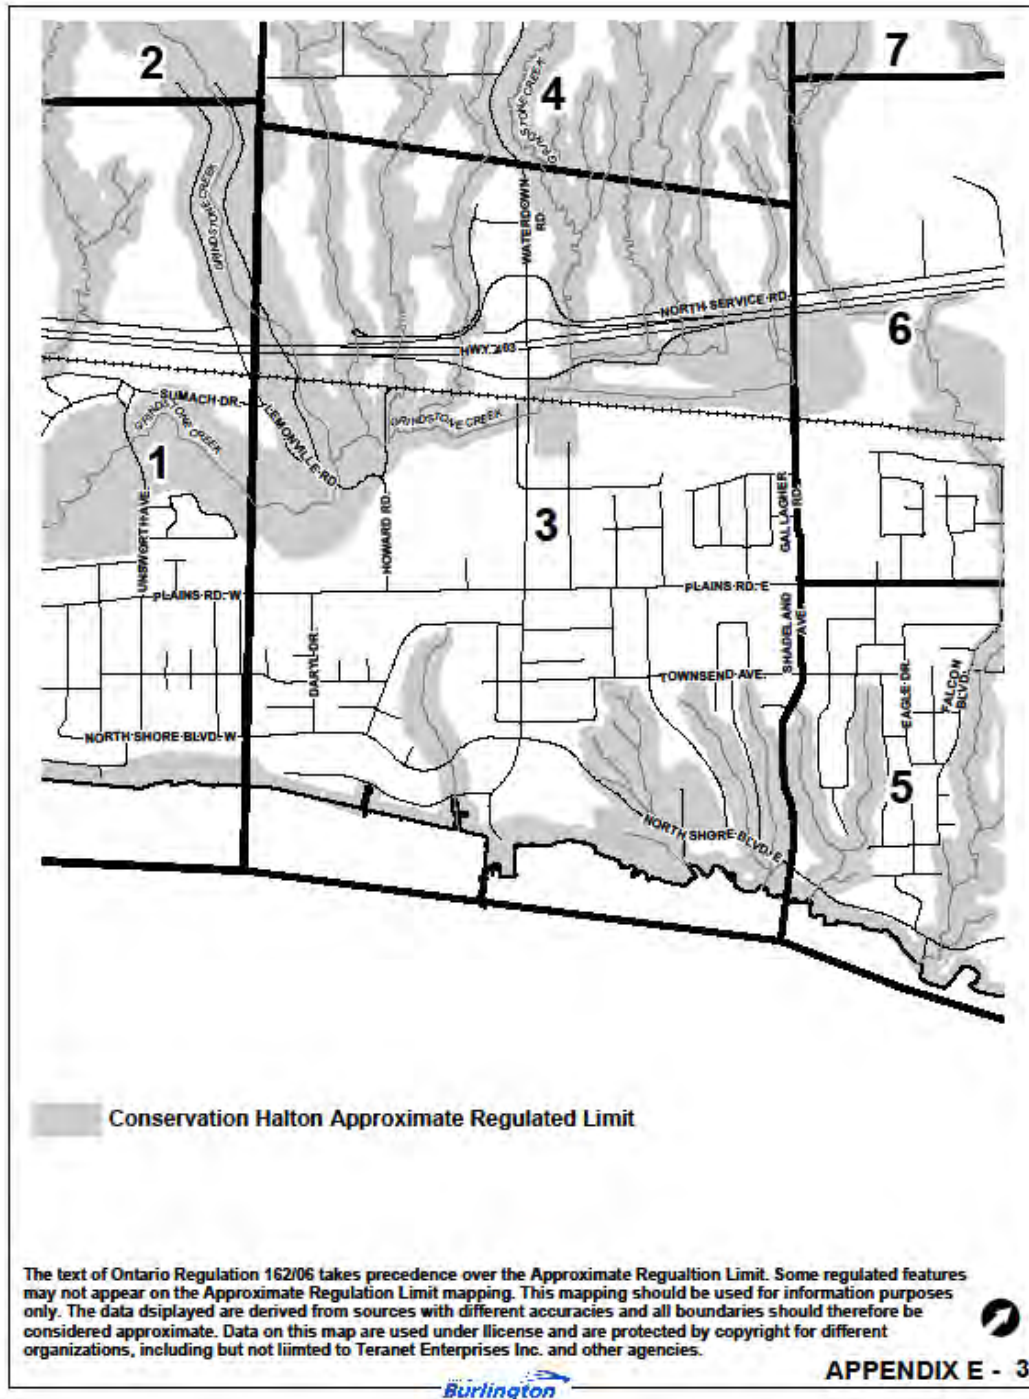 2
7
GRINDSTONE CREEK
4
GRINDSTONE CREEK
WATERDOWN
RD
NORTH SERVICE RD.
HWY. 403
6
SUMACH DR.
GRINDSTONE CREEK
LEMONVILLE RD.
GRINDSTONE CREEK
1
3
UNSWORTH AVE.
HOWARD RD.
GALLAGHER
RD.
PLAINS RD. W
PLAINS RD. E
SHADELAND
AVE.
DARYL DR.
TOWNSEND AVE.
EAGLE DR.
FALCON
BLVD.
NORTH SHORE BLVD. W
5
NORTH SHORE BLVD. E
Conservation Halton Approximate Regulated Limit
The text of Ontario Regulation 162/06 takes precedence over the Approximate Regualtion Limit. Some regulated features
may not appear on the Approximate Regulation Limit mapping. This mapping should be used for information purposes
only. The data dsiplayed are derived from sources with different accuracies and all boundaries should therefore be
considered approximate. Data on this map are used under llicense and are protected by copyright for different
organizations, including but not liimted to Teranet Enterprises Inc. and other agencies.
APPENDIX E - 3
Burlington